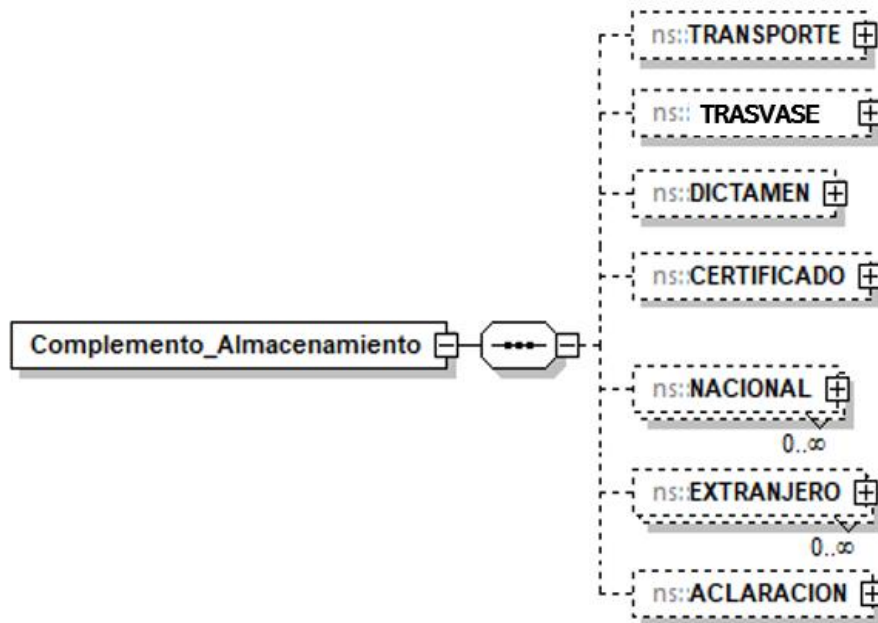 ns::TRANSPORTE
ns:: TRASVASE
ns::DICTAMEN
ns::CERTIFICADO
Complemento_Almacenamiento
ns::NACIONAL
0..∞
ns::EXTRANJERO
0..∞
ns::ACLARACION